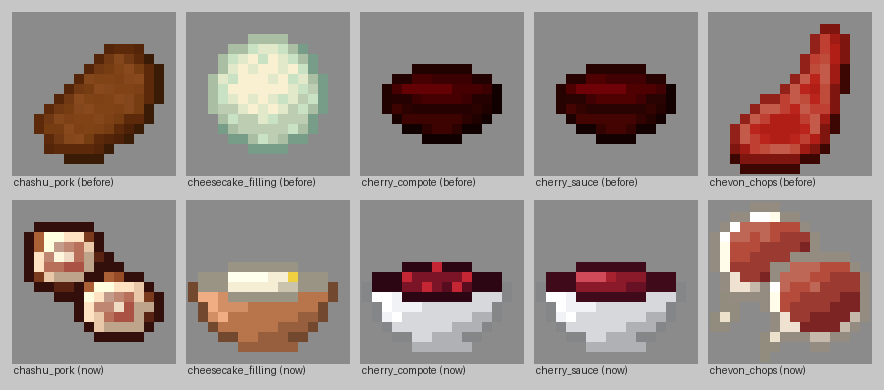 chashu_pork (before) cheesecake_filling (before) cherry_compote (before) cherry_sauce (before) chevon_chops (before)
chashu_pork (now) cheesecake_filling (now) cherry_compote (now) cherry_sauce (now) chevon_chops (now)